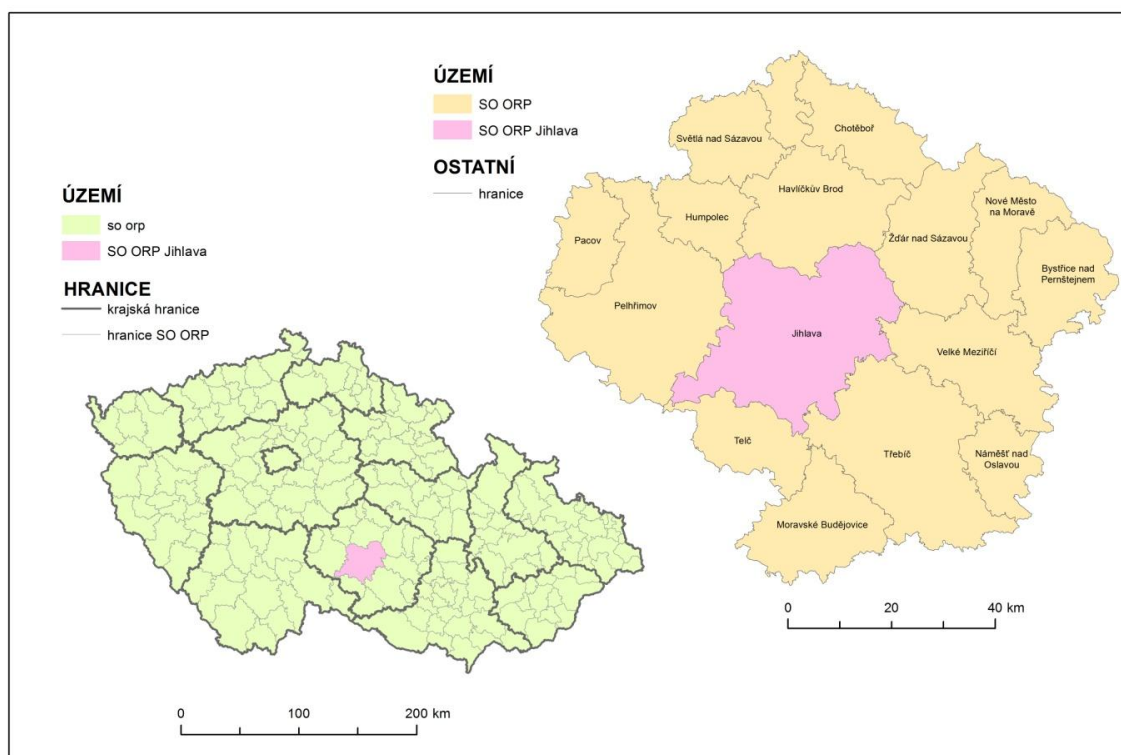 ÚZEMÍ
SO ORP
SO ORP Jihlava
OSTATNÍ
hranice
ÚZEMÍ
so orp
SO ORP Jihlava
HRANICE
krajská hranice
hranice SO ORP
Chotěboř
Světlá nad Sázavou
Havlíčkův Brod
Nové Město
na Moravě
Humpolec
Pacov
Žďár nad Sázavou
Bystřice nad
Pernštejnem
Pelhřimov
Jihlava
Velké Meziříčí
Telč
Třebíč
Náměšť nad
Oslavou
Moravské Budějovice
0 20 40 km
0 100 200 km